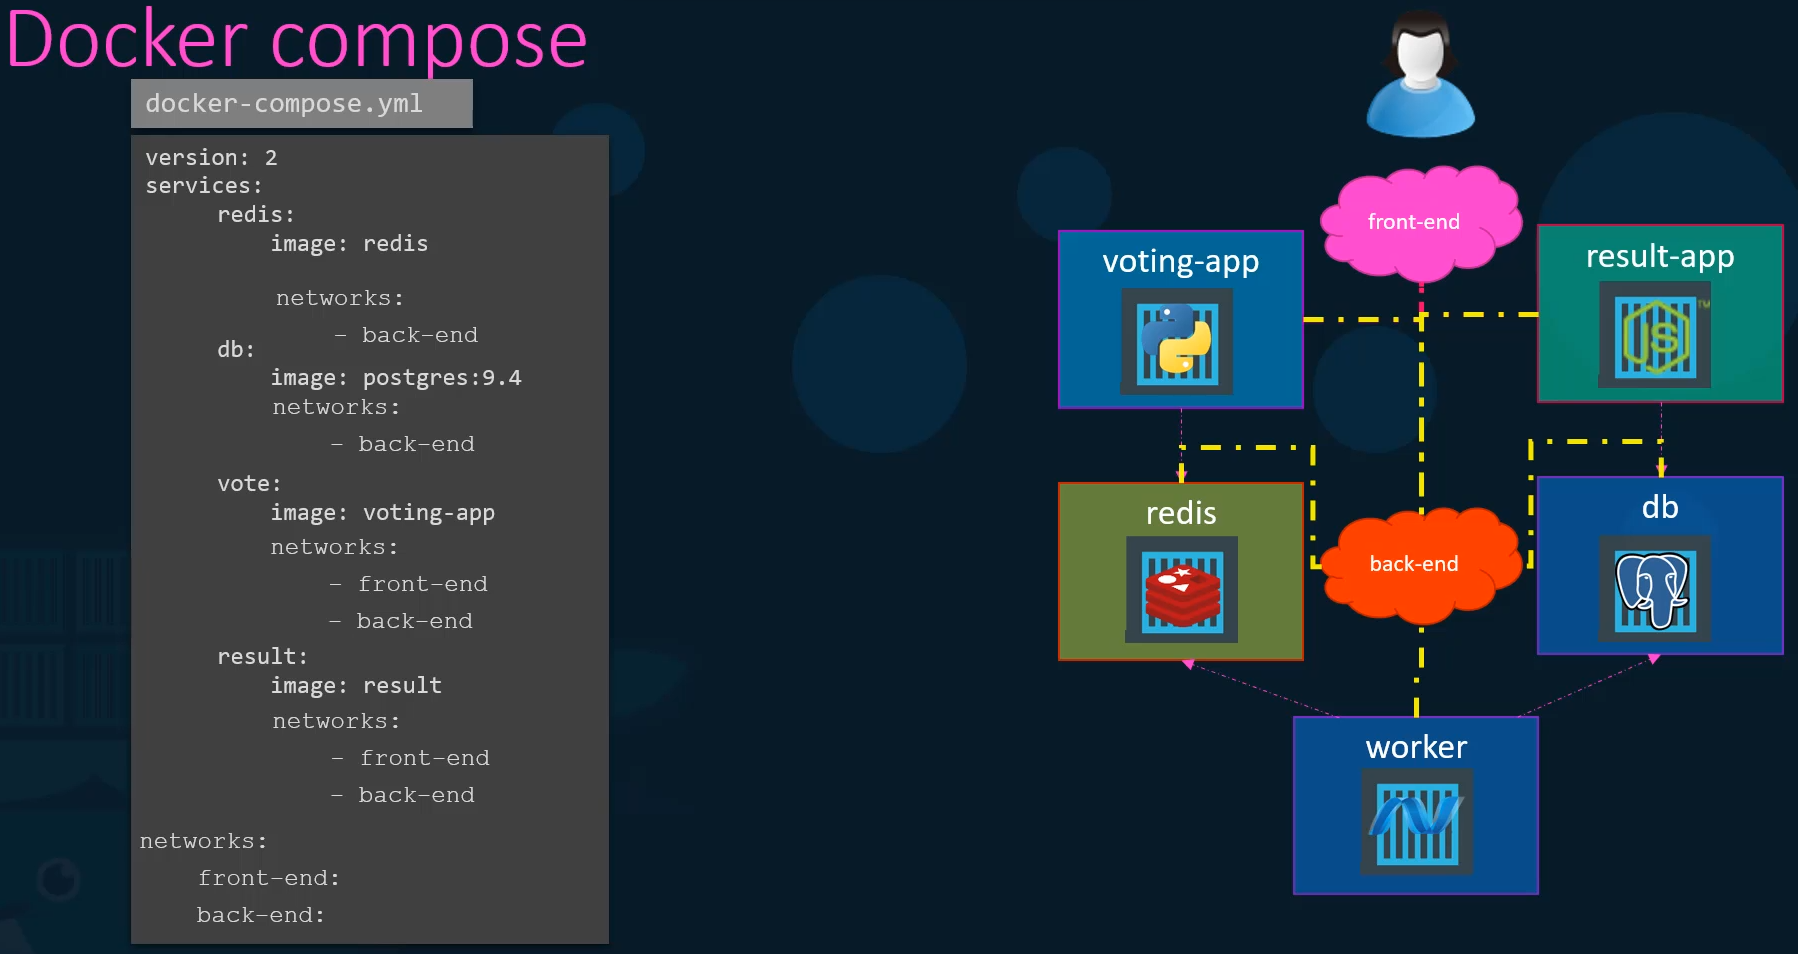 Docker compose
docker-compose.yml
version: 2
services:
redis:
image: redis
networks:
- back-end
db:
image: postgres:9.4
networks:
- back-end
vote:
image: voting-app
networks:
- front-end
- back-end
result:
image: result
networks:
- front-end
- back-end
networks:
front-end:
back-end:
front-end
voting-app
result-app
JS
TM
redis
back-end
db
worker